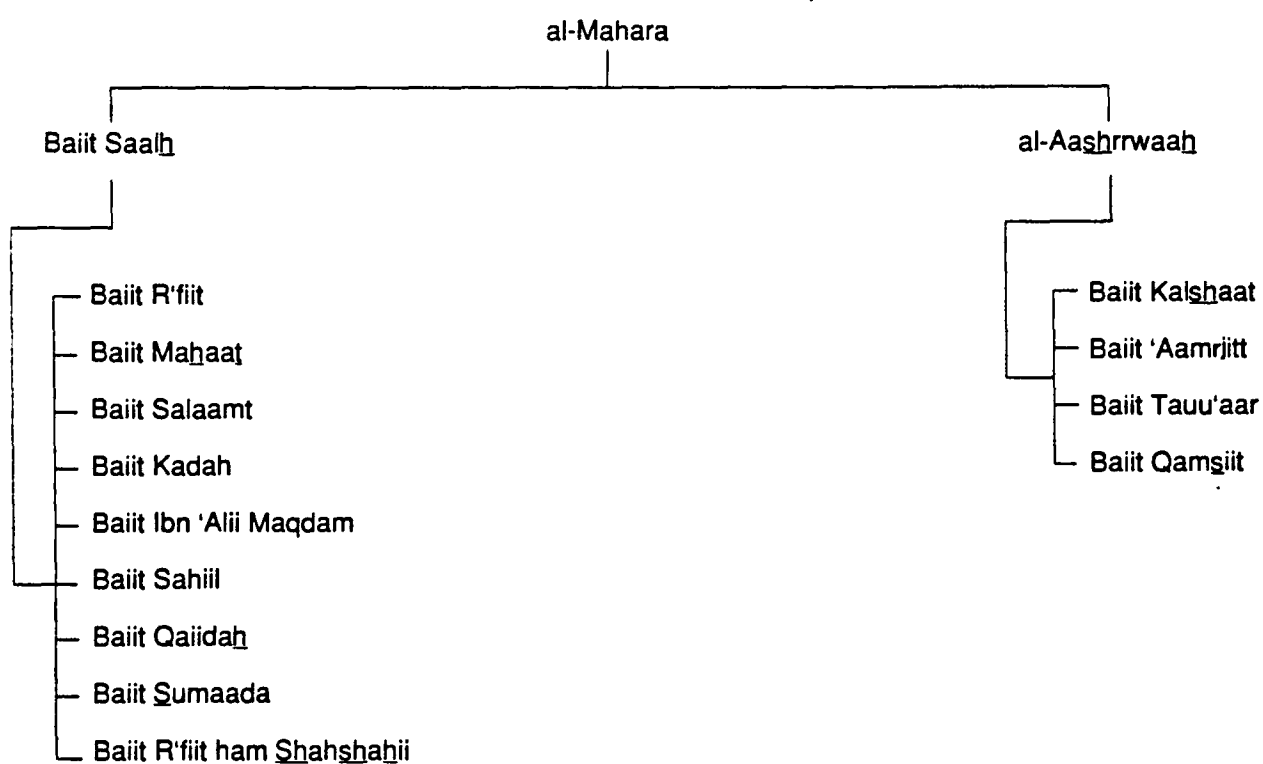 al-Mahara
Baiit Saalh
al-Aashrrwaah
Baiit R'fiit
Baiit Mahaat
Baiit Salaamt
Baiit Kadah
Baiit Ibn ‘Alii Maqdam
Baiit Sahiil
Baiit Qaiidah
Baiit Sumaada
Baiit R'fiit ham Shahshahii
Baiit Kalshaat
Baiit ‘Aamrjitt
Baiit Tauu‘aar
Baiit Qamsiit